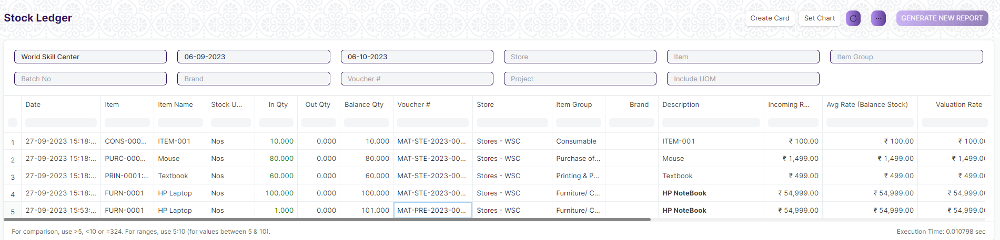 Stock Ledger
Create Card Set Chart ... GENERATE NEW REPORT
World Skill Center 06-09-2023 06-10-2023 Store Item Item Group
Batch No Brand Voucher # Project Include UOM
Date Item Item Name Stock U... In Qty Out Qty Balance Qty Voucher # Store Item Group Brand Description Incoming R... Avg Rate (Balance Stock) Valuation Rate
1 27-09-2023 15:18:... CONS-000... ITEM-001 Nos 10.000 0.000 10.000 MAT-STE-2023-00... Stores - WSC Consumable ITEM-001 ₹ 100.00 ₹ 100.00 ₹ 100.00
2 27-09-2023 15:18:... PURC-000... Mouse Nos 80.000 0.000 80.000 MAT-STE-2023-00... Stores - WSC Purchase of... Mouse ₹ 1,499.00 ₹ 1,499.00 ₹ 1,499.00
3 27-09-2023 15:18:... PRIN-0001:... Textbook Nos 60.000 0.000 60.000 MAT-STE-2023-00... Stores - WSC Printing & P... Textbook ₹ 499.00 ₹ 499.00 ₹ 499.00
4 27-09-2023 15:18:... FURN-0001 HP Laptop Nos 100.000 0.000 100.000 MAT-STE-2023-00... Stores - WSC Furniture/ C... HP NoteBook ₹ 54,999.00 ₹ 54,999.00 ₹ 54,999.00
5 27-09-2023 15:53:... FURN-0001 HP Laptop Nos 1.000 0.000 101.000 MAT-PRE-2023-00... Stores - WSC Furniture/ C... HP NoteBook ₹ 54,999.00 ₹ 54,999.00 ₹ 54,999.00
For comparison, use >5, <10 or =324. For ranges, use 5:10 (for values between 5 & 10). Execution Time: 0.010798 sec